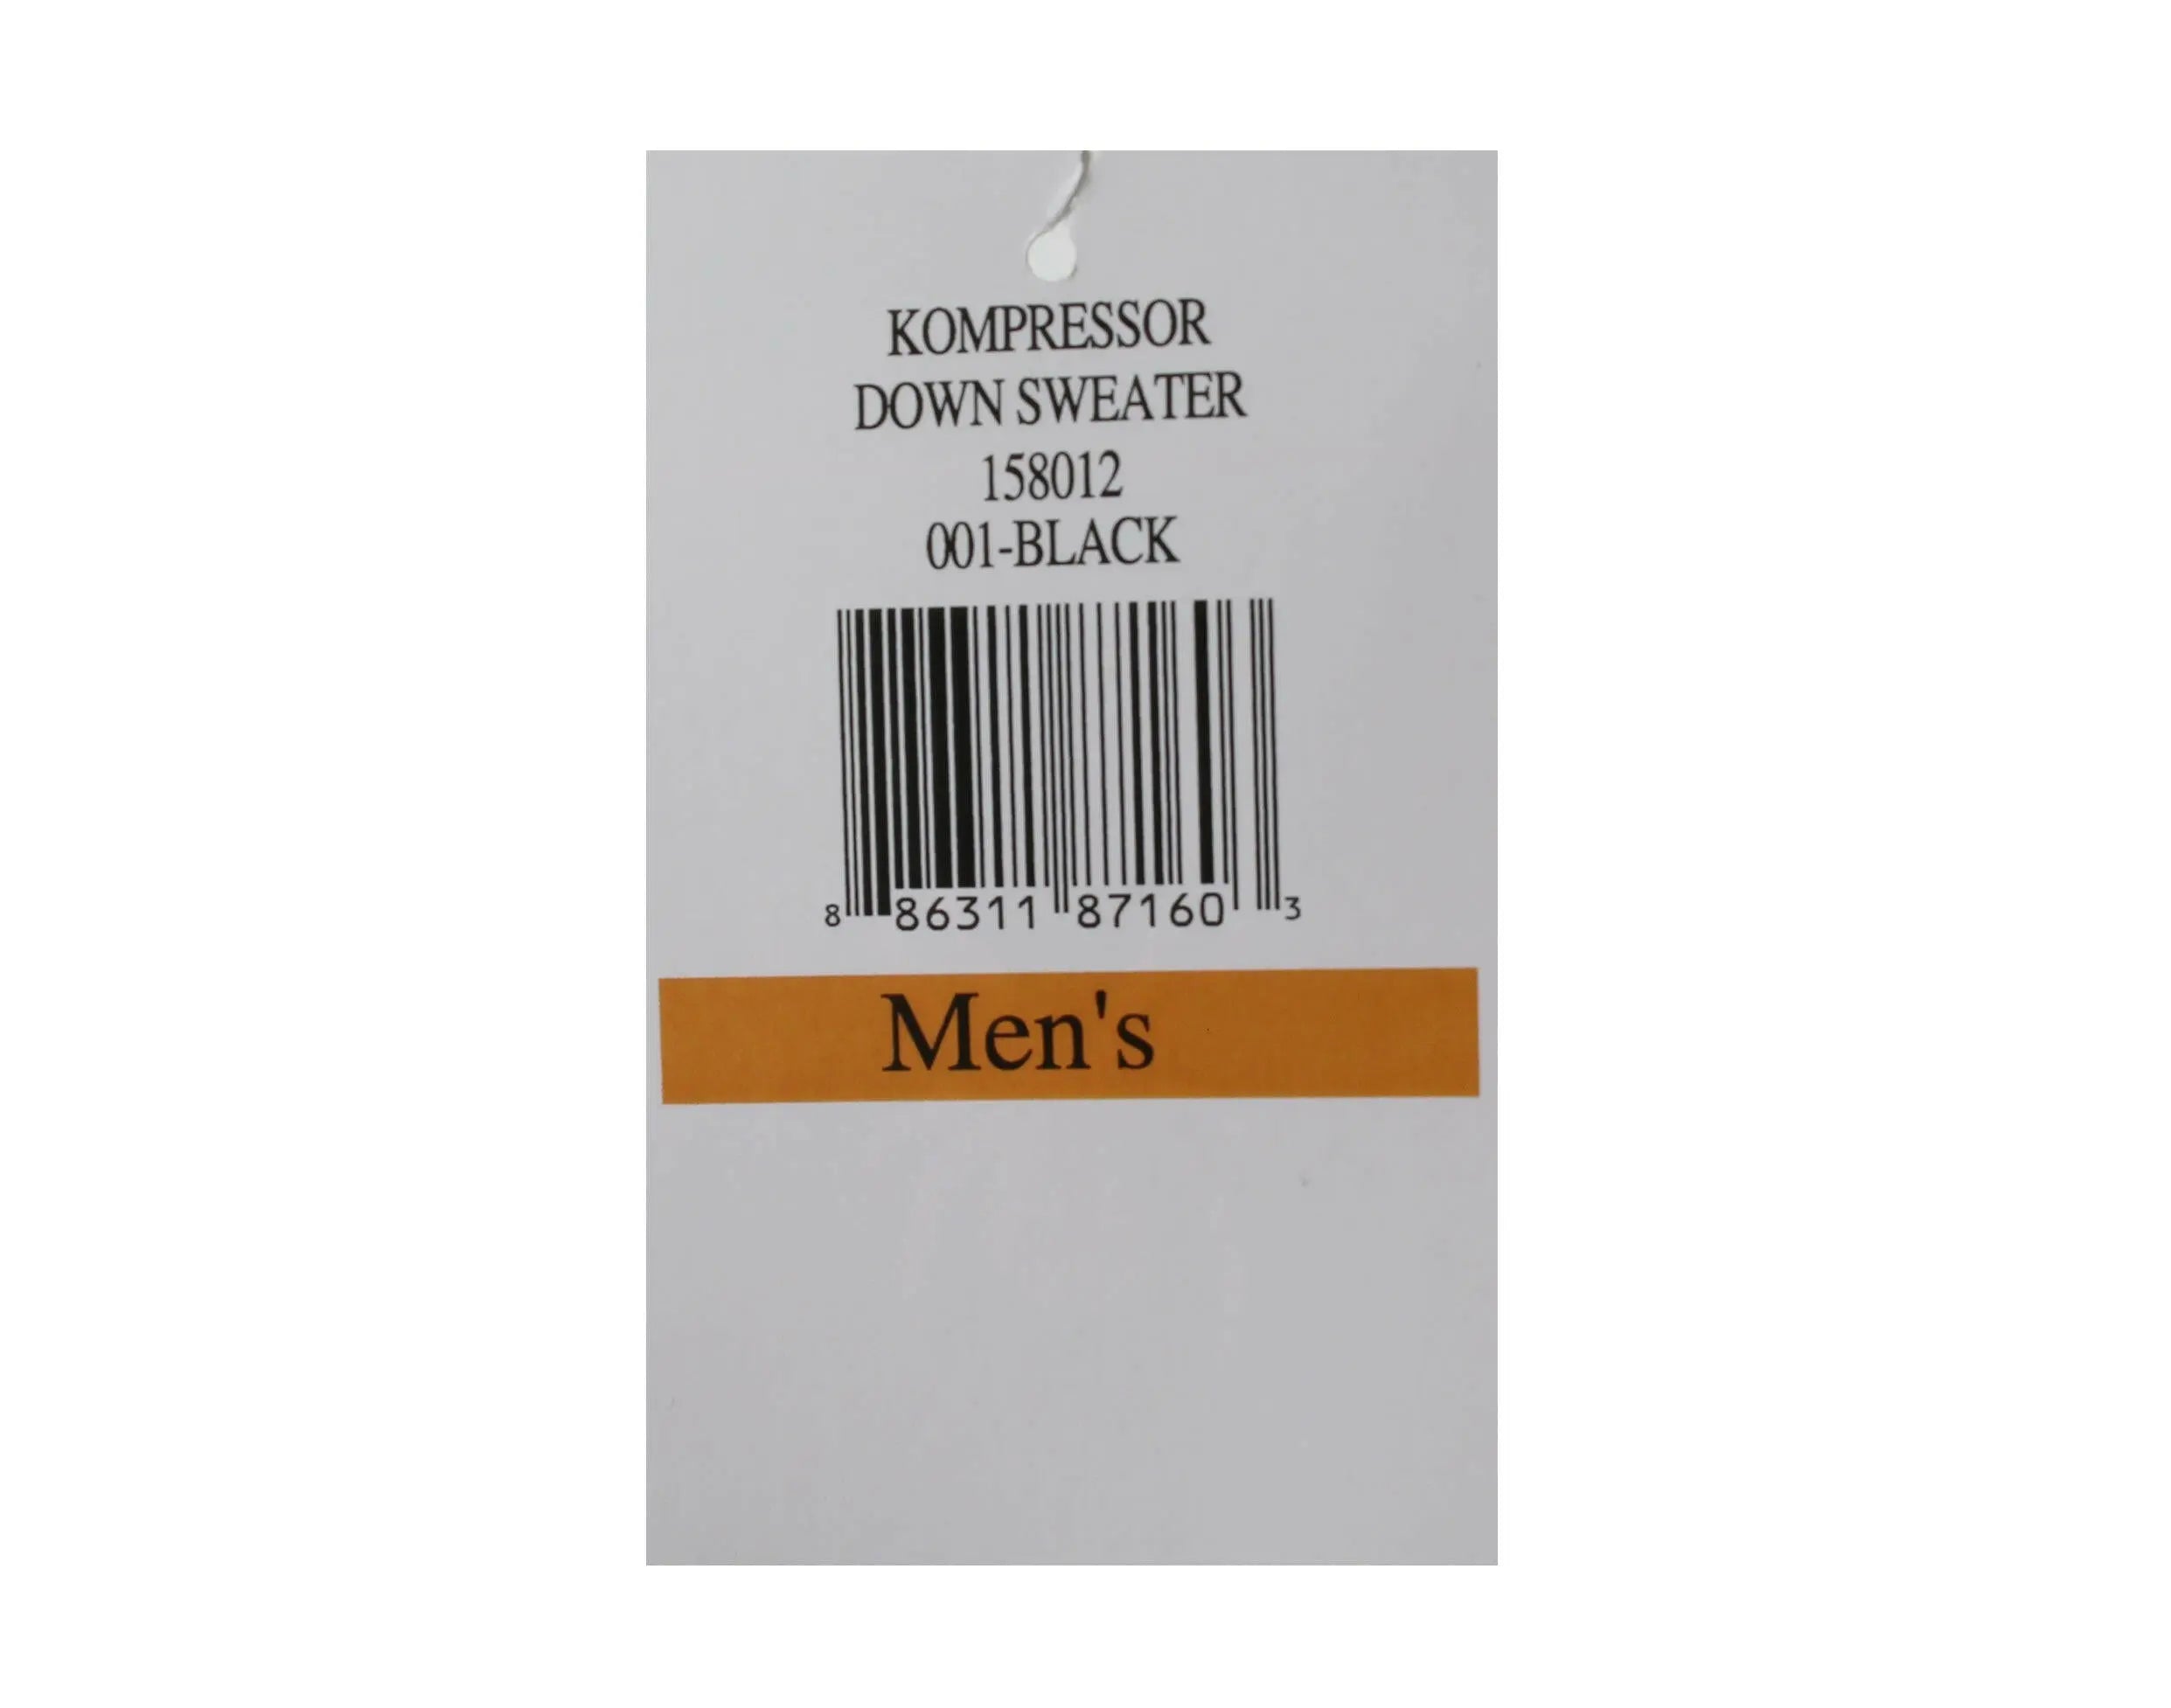 KOMPRESSOR
DOWN SWEATER
158012
001-BLACK
8 86311 87160 3
Men's